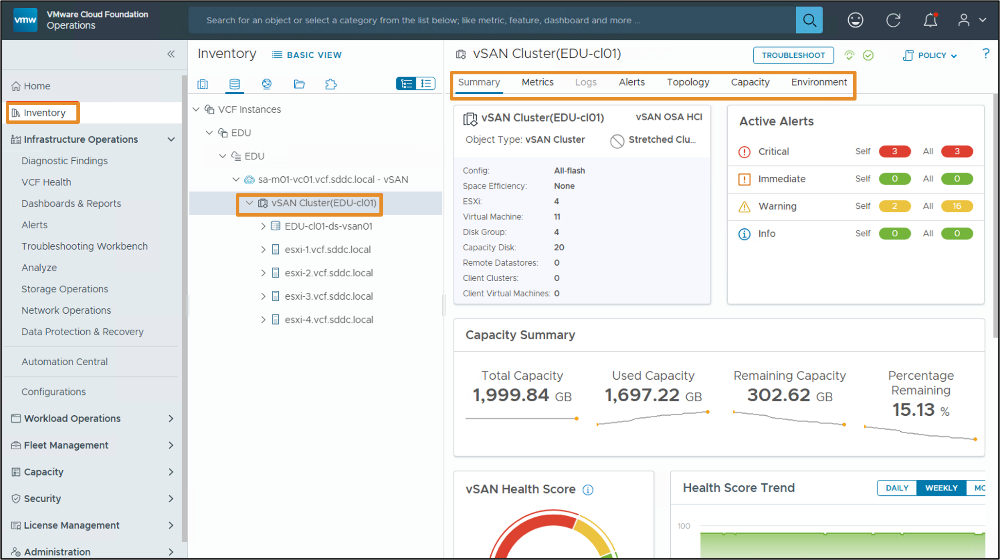 vmw
VMware Cloud Foundation
Operations
Search for an object or select a category from the list below; like metric, feature, dashboard and more ...
Home
Inventory
Infrastructure Operations
Diagnostic Findings
VCF Health
Dashboards & Reports
Alerts
Troubleshooting Workbench
Analyze
Storage Operations
Network Operations
Data Protection & Recovery
Automation Central
Configurations
Workload Operations
Fleet Management
Capacity
Security
License Management
Administration
Inventory
BASIC VIEW
VCF Instances
EDU
EDU
sa-m01-vc01.vcf.sddc.local - vSAN
vSAN Cluster(EDU-cl01)
EDU-cl01-ds-vsan01
esxi-1.vcf.sddc.local
esxi-2.vcf.sddc.local
esxi-3.vcf.sddc.local
esxi-4.vcf.sddc.local
vSAN Cluster(EDU-cl01)
TROUBLESHOOT
POLICY
?
Summary Metrics Logs Alerts Topology Capacity Environment
vSAN Cluster(EDU-cl01) vSAN OSA HCI
Object Type: vSAN Cluster Stretched Clu...
Config: All-flash
Space Efficiency: None
ESXi: 4
Virtual Machine: 11
Disk Group: 4
Capacity Disk: 20
Remote Datastores: 0
Client Clusters: 0
Client Virtual Machines: 0
Active Alerts
Critical Self 3 All 3
Immediate Self 0 All 0
Warning Self 2 All 16
Info Self 0 All 0
Capacity Summary
Total Capacity
1,999.84 GB
Used Capacity
1,697.22 GB
Remaining Capacity
302.62 GB
Percentage
Remaining
15.13 %
vSAN Health Score
Health Score Trend
DAILY WEEKLY MO
100